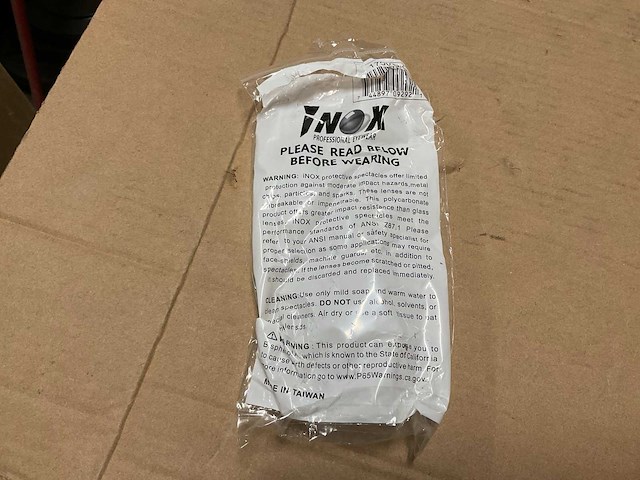 INOX
PROFESSIONAL EYEWEAR
PLEASE READ BELOW
BEFORE WEARING
WARNING: INOX protective spectacles offer limited
protection against moderate impact hazards, metal
chips, particles, and sparks. These lenses are not
unbreakable or impenetrable. This polycarbonate
product offers greater impact resistance than glass
lenses. INOX protective spectacles meet the
performance standards of ANSI Z87.1 Please
refer to your ANSI manual or safety specialist for
proper selection as some applications may require
face-shields, machine guards, etc, in addition to
spectacles. If the lenses become scratched or pitted,
it should be discarded and replaced immediately.
CLEANING: Use only mild soap and warm water to
clean spectacles. DO NOT use alcohol, solvents, or
special cleaners. Air dry or use a soft tissue to pat
WARNING: This product can expose you to
which is known to the State of California
to cause birth defects or other reproductive harm. For
more information go to www.P65Warnings.ca.gov
MADE IN TAIWAN